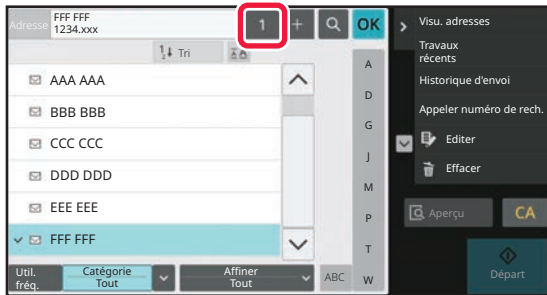 Adresse
FFF FFF
1234.xxx
1
+
OK
Tri
AAA AAA
BBB BBB
CCC CCC
DDD DDD
EEE EEE
FFF FFF
A
D
G
J
M
P
T
W
Util.
fréq.
Catégorie
Tout
Affiner
Tout
ABC
Visu. adresses
Travaux
récents
Historique d'envoi
Appeler numéro de rech.
Editer
Effacer
Aperçu
CA
Départ